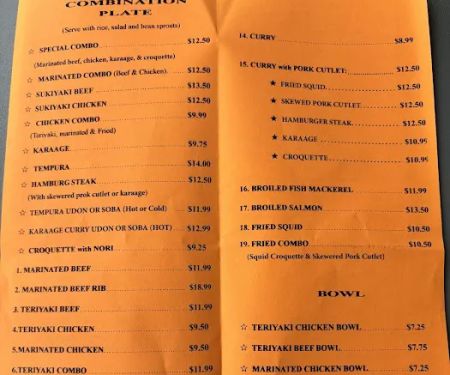 COMBINATION
PLATE
(Serve with rice, salad and bean sprouts)
☆ SPECIAL COMBO $12.50
(Marinated beef, chicken, karaage, & croquette)
☆ MARINATED COMBO (Beef & Chicken). $12.50
☆ SUKIYAKI BEEF $13.50
☆ SUKIYAKI CHICKEN $12.50
☆ CHICKEN COMBO $9.99
(Tariyaki, marinated & Fried)
☆ KARAAGE $9.75
☆ TEMPURA $14.00
☆ HAMBURG STEAK $12.50
(With skewered prok cutlet or karaage)
☆ TEMPURA UDON OR SOBA (Hot or Cold) $11.99
☆ KARAAGE CURRY UDON OR SOBA (HOT) $12.99
☆ CROQUETTE with NORI $9.25
1. MARINATED BEEF $11.99
2. MARINATED BEEF RIB $18.99
3. TERIYAKI BEEF $11.99
4.TERIYAKI CHICKEN $9.50
5.MARINATED CHICKEN $9.50
6.TERIYAKI COMBO $11.99
14. CURRY $8.99
15. CURRY with PORK CUTLET: $12.50
★ FRIED SQUID $12.50
★ SKEWED PORK CUTLET $12.50
★ HAMBURGER STEAK $12.50
★ KARAAGE $10.99
★ CROQUETTE $10.99
16. BROILED FISH MACKEREL $11.99
17. BROILED SALMON $13.50
18. FRIED SQUID $10.50
19. FRIED COMBO $10.50
(Squid Croquette & Skewered Pork Cutlet)
BOWL
☆ TERIYAKI CHICKEN BOWL $7.25
☆ TERIYAKI BEEF BOWL $7.75
☆ MARINATED CHICKEN BOWL $7.25